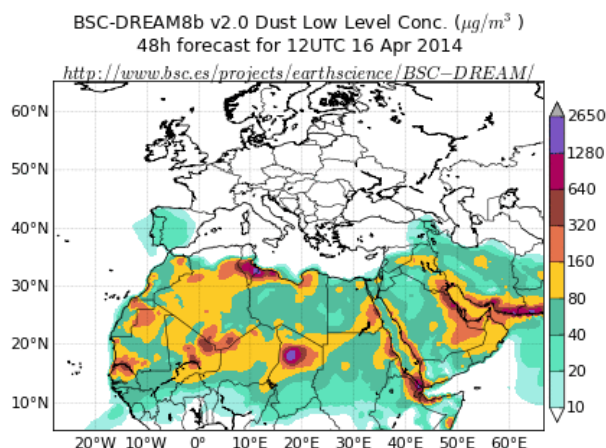 BSC-DREAM8b v2.0 Dust Low Level Conc. (μg/m³ )
48h forecast for 12UTC 16 Apr 2014
http://www.bsc.es/projects/earthscience/BSC−DREAM/
60°N
50°N
40°N
30°N
20°N
10°N
20°W 10°W 0° 10°E 20°E 30°E 40°E 50°E 60°E
2650
1280
640
320
160
80
40
20
10